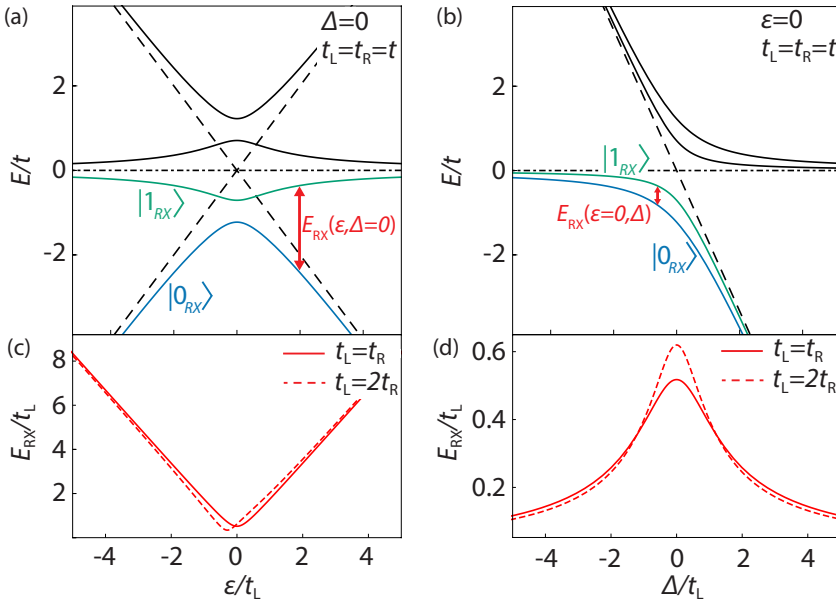 (a)
Δ=0
t_L=t_R=t
E/t
2
0
-2
|1_RX⟩
|0_RX⟩
E_RX(ε,Δ=0)
(b)
ε=0
t_L=t_R=t
E/t
2
0
-2
|1_RX⟩
E_RX(ε=0,Δ)
|0_RX⟩
(c)
t_L=t_R
t_L=2t_R
E_RX/t_L
8
6
4
2
-4
-2
0
2
4
ε/t_L
(d)
t_L=t_R
t_L=2t_R
E_RX/t_L
0.6
0.4
0.2
-4
-2
0
2
4
Δ/t_L